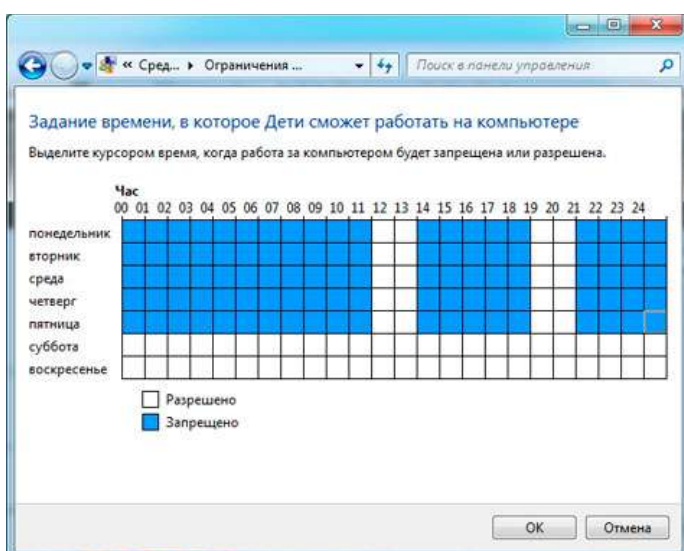 « Сред... ▸ Ограничения ...
Поиск в панели управления
Задание времени, в которое Дети сможет работать на компьютере
Выделите курсором время, когда работа за компьютером будет запрещена или разрешена.
Час
00 01 02 03 04 05 06 07 08 09 10 11 12 13 14 15 16 17 18 19 20 21 22 23 24
понедельник
вторник
среда
четверг
пятница
суббота
воскресенье
Разрешено
Запрещено
ОК
Отмена